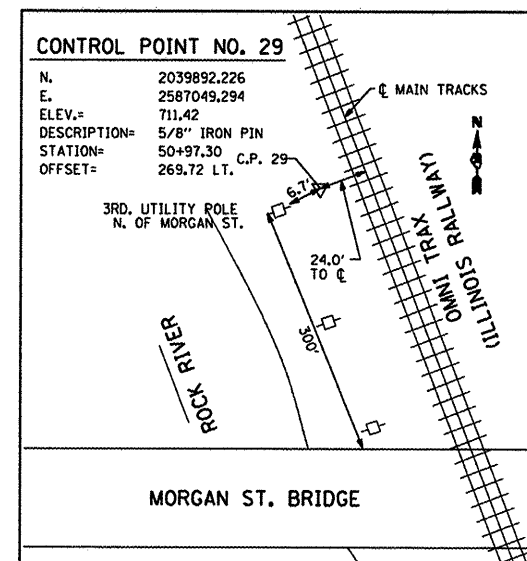 CONTROL POINT NO. 29
N. 2039892.226
E. 2587049.294
ELEV.= 711.42
DESCRIPTION= 5/8" IRON PIN
STATION= 50+97.30
OFFSET= 269.72 LT.
C.P. 29
℄ MAIN TRACKS
N
6.7'
3RD. UTILITY POLE
N. OF MORGAN ST.
24.0'
TO ℄
OMNI TRAX
(ILLINOIS RALLWAY)
300'
ROCK RIVER
MORGAN ST. BRIDGE